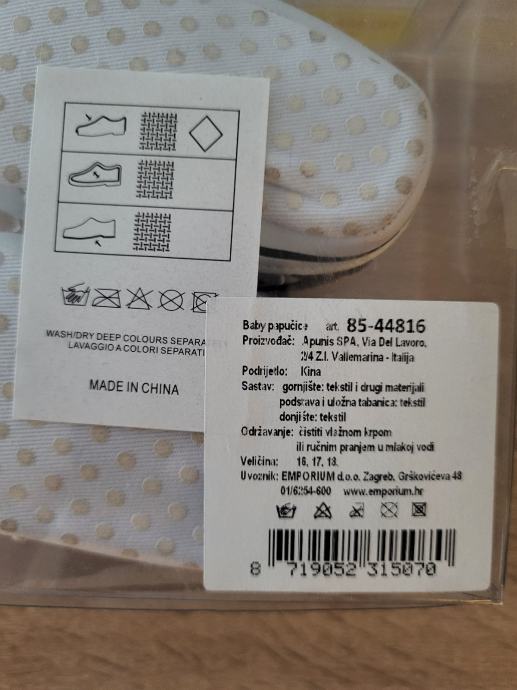 WASH/DRY DEEP COLOURS
LAVAGGIO A COLORI SEPARATI
MADE IN CHINA
Baby papučice art. 85-44816
Proizvođač: Apunis SPA, Via Del Lavoro,
2/4 Z.I. Vallemarina - Italija
Podrijetlo: Kina
Sastav: gornjište: tekstil i drugi materijali
podstava i uložna tabanica: tekstil
donjište: tekstil
Održavanje: čistiti vlažnom krpom
ili ručnim pranjem u mlakoj vodi
Veličina: 16, 17, 18,
Uvoznik: EMPORIUM d.o.o. Zagreb, Grškovićeva 48
01/6254-600 www.emporium.hr
8 719052 315070